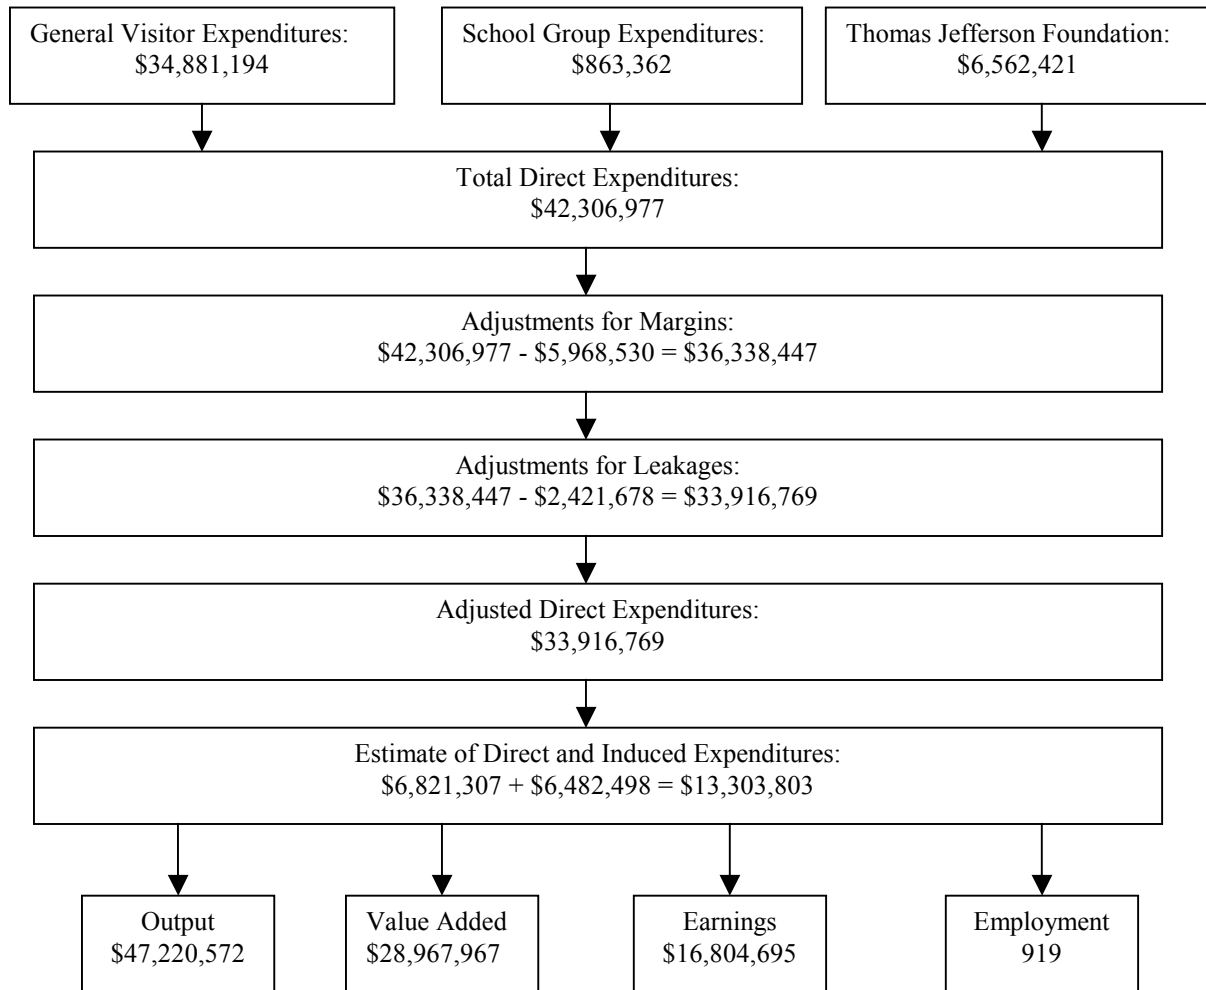 General Visitor Expenditures:
$34,881,194
School Group Expenditures:
$863,362
Thomas Jefferson Foundation:
$6,562,421
Total Direct Expenditures:
$42,306,977
Adjustments for Margins:
$42,306,977 - $5,968,530 = $36,338,447
Adjustments for Leakages:
$36,338,447 - $2,421,678 = $33,916,769
Adjusted Direct Expenditures:
$33,916,769
Estimate of Direct and Induced Expenditures:
$6,821,307 + $6,482,498 = $13,303,803
Output
$47,220,572
Value Added
$28,967,967
Earnings
$16,804,695
Employment
919